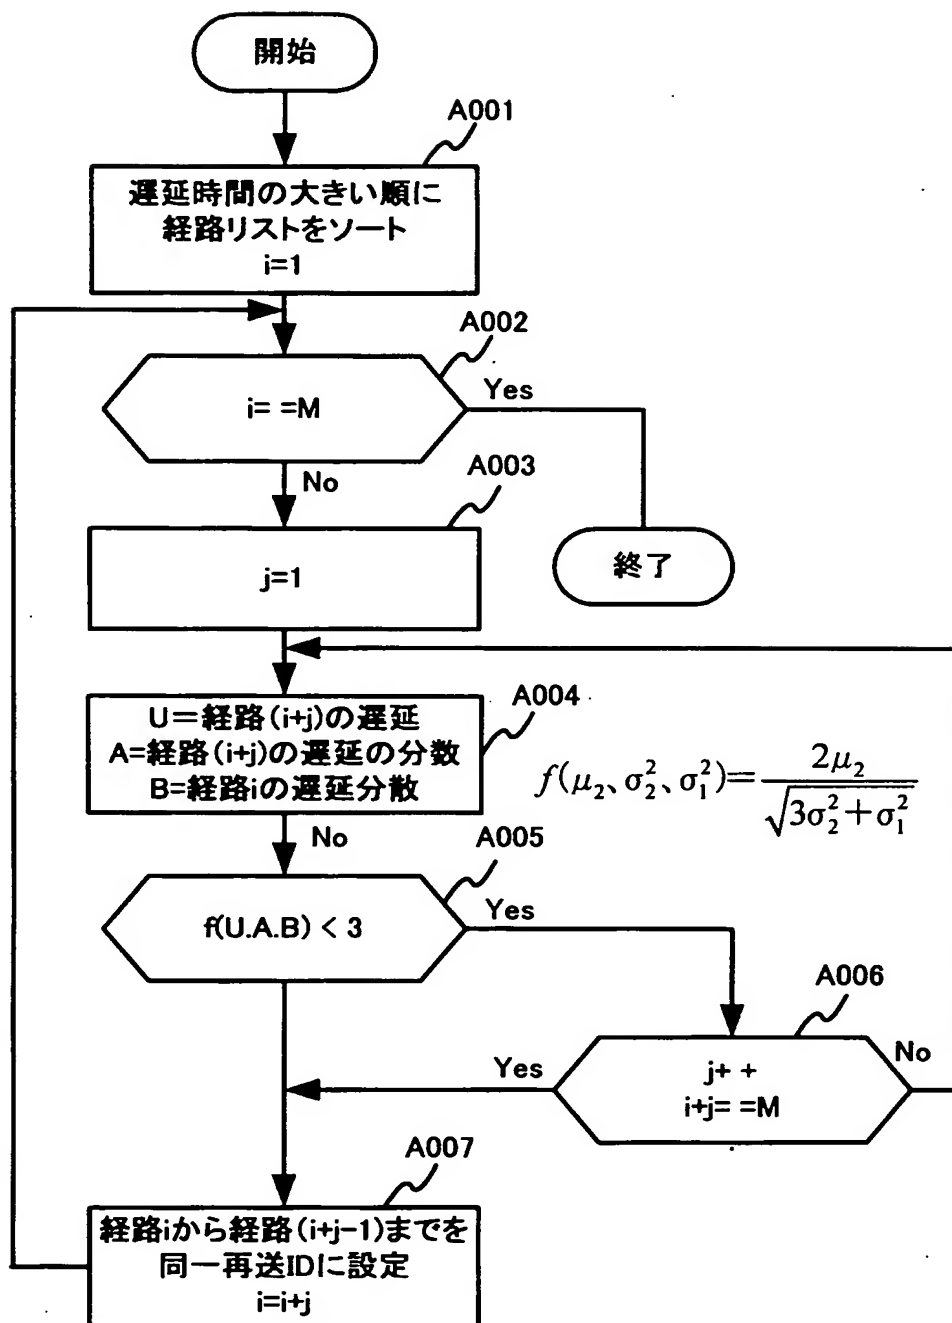 開始
A001
遅延時間の大きい順に
経路リストをソート
i=1
A002
i= =M
Yes
No
A003
j=1
終了
A004
U=経路(i+j)の遅延
A=経路(i+j)の遅延の分数
B=経路iの遅延分散
f(μ₂、σ₂²、σ₁²)=2μ₂/√(3σ₂²+σ₁²)
No
A005
f(U.A.B) < 3
Yes
A006
j+ +
i+j= =M
Yes
No
A007
経路iから経路(i+j-1)までを
同一再送IDに設定
i=i+j